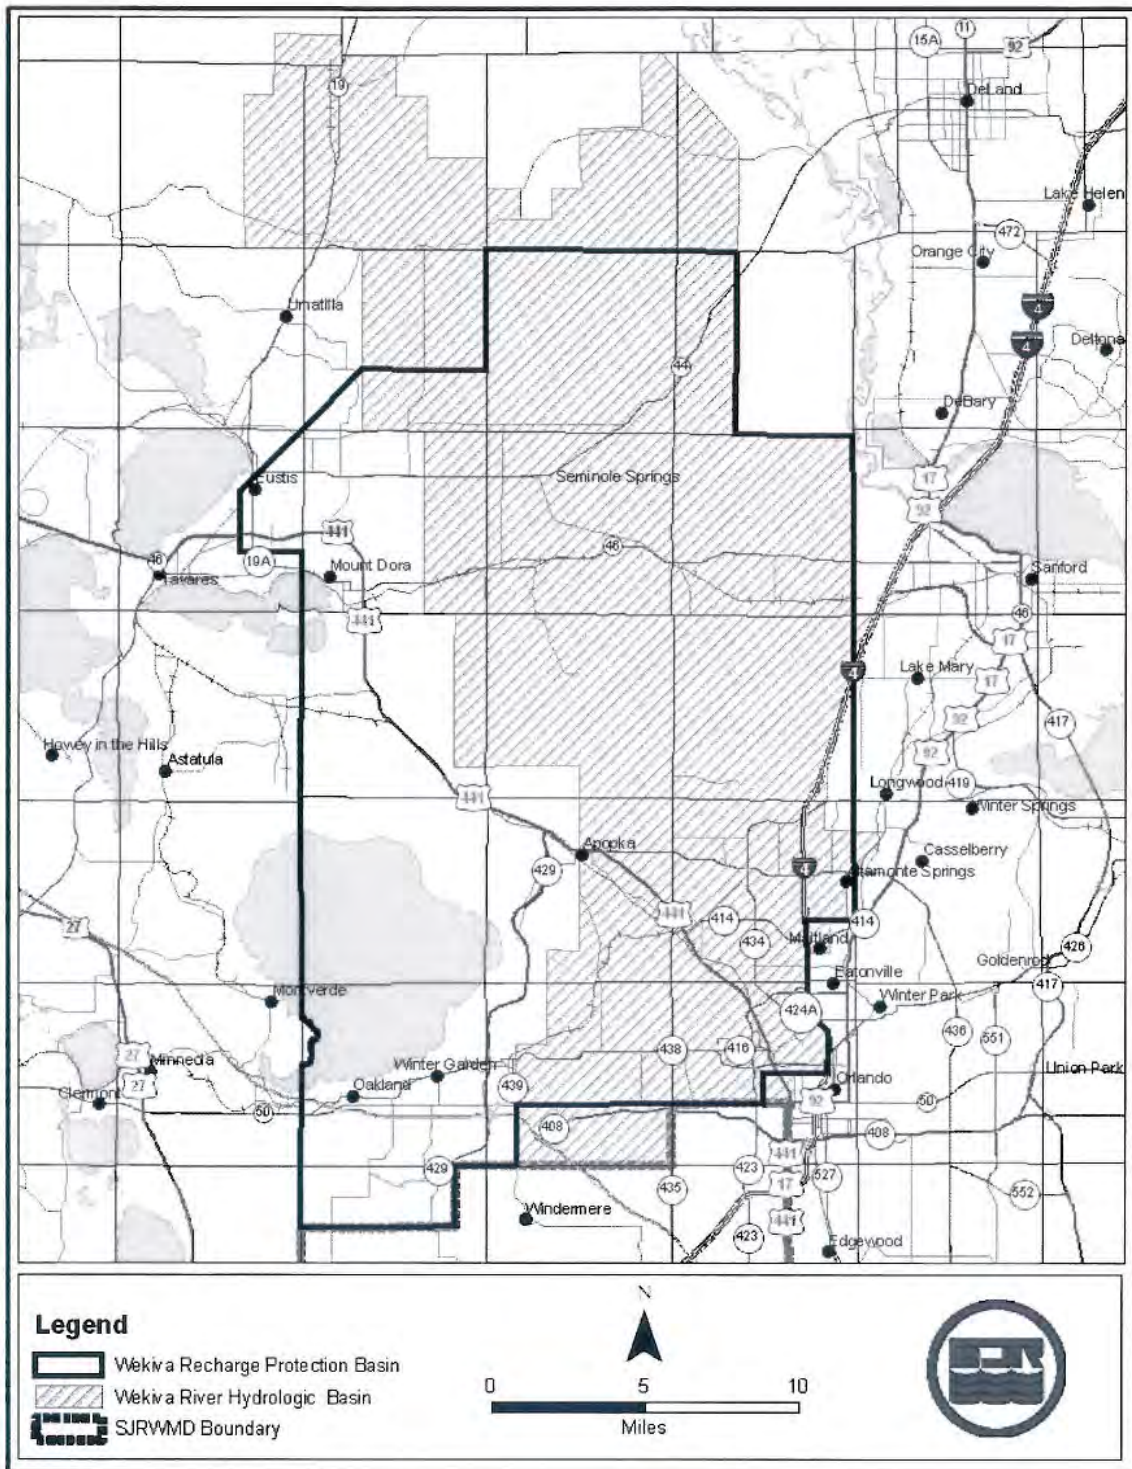 11
15A
92
19
DeLand
Lake Helen
472
Orange City
Umatilla
4
4
Deltona
44
DeBary
Seminole Springs
17
Eustis
92
441
46
46
19A
Mount Dora
Tavares
Sanford
46
441
17
4
Lake Mary
17
92
417
Howey in the Hills
92
Astatula
419
Longwood
441
Winter Springs
Apopka
Casselberry
429
4
Altamonte Springs
441
414
414
27
434
426
Maitland
Goldenrod
Eatonville
417
Montverde
Winter Park
424A
436
551
438
416
27
Minneola
Winter Garden
Union Park
27
439
Orlando
Clermont
Oakland
92
50
50
408
408
441
429
423
527
17
435
552
Windermere
441
423
Edgewood
Legend
Wekiva Recharge Protection Basin
Wekiva River Hydrologic Basin
SJRWMD Boundary
N
0 5 10
Miles
SJR